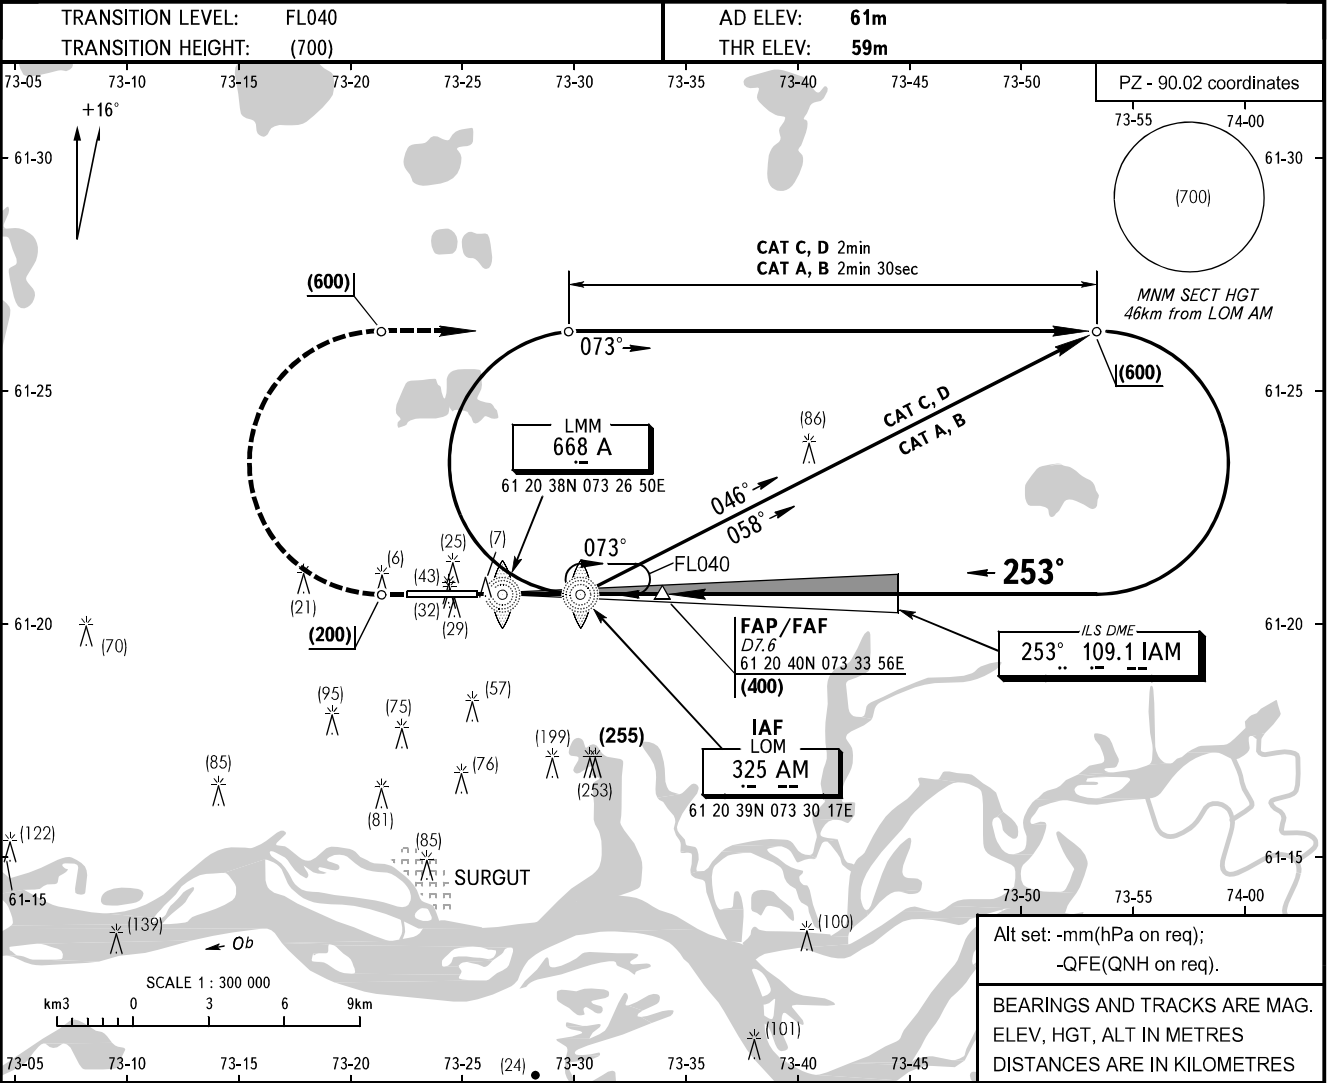 TRANSITION LEVEL: FL040
TRANSITION HEIGHT: (700)
AD ELEV: 61m
THR ELEV: 59m
73-05 73-10 73-15 73-20 73-25 73-30 73-35 73-40 73-45 73-50
PZ - 90.02 coordinates
73-55 74-00
+16°
61-30 61-30
(700)
MNM SECT HGT
46km from LOM AM
CAT C, D 2min
CAT A, B 2min 30sec
(600)
073°
(600)
61-25 61-25
CAT C, D
CAT A, B
(86)
LMM
668 A
61 20 38N 073 26 50E
046°
058°
(25) (7) 073°
(6) (43) FL040
253°
(21) (32) (29)
(200)
61-20
(70)
FAP/FAF
D7.6
61 20 40N 073 33 56E
(400)
ILS DME
253° 109.1 IAM
(95) (75) (57)
(199) (255)
(85) (76) (253)
(81)
IAF
LOM
325 AM
61 20 39N 073 30 17E
(122) (85)
61-15 61-15
SURGUT
73-50 73-55 74-00
(139) Ob (100)
Alt set: -mm(hPa on req);
-QFE(QNH on req).
SCALE 1 : 300 000
km3 0 3 6 9km
BEARINGS AND TRACKS ARE MAG.
ELEV, HGT, ALT IN METRES
DISTANCES ARE IN KILOMETRES
(101)
73-05 73-10 73-15 73-20 73-25 (24) 73-30 73-35 73-40 73-45